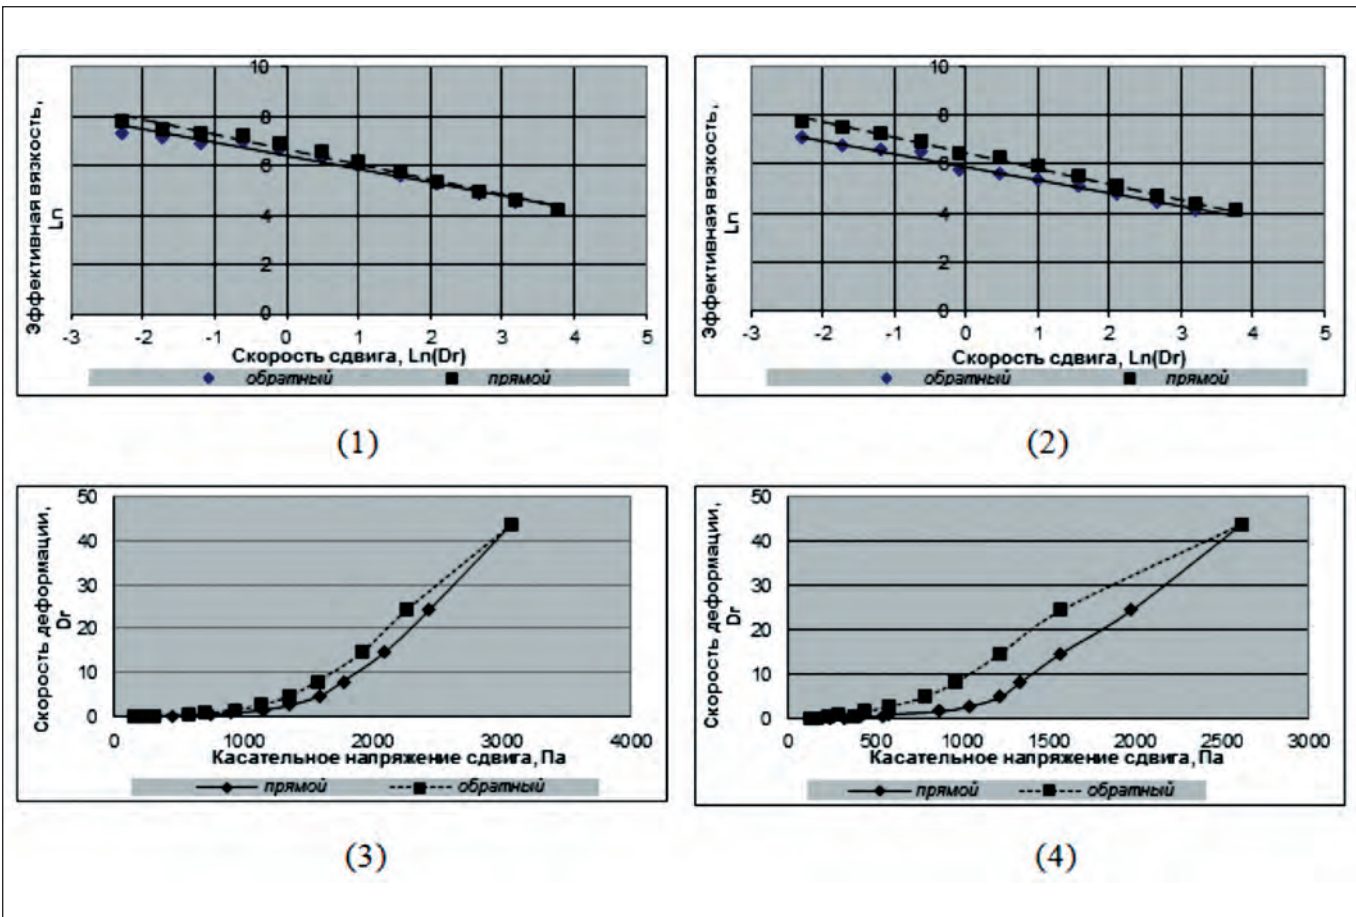 Эффективная вязкость,
Ln
10
8
6
4
2
0
-3 -2 -1 0 1 2 3 4 5
Скорость сдвига, Ln(Dr)
обратный прямой
(1)
Эффективная вязкость,
Ln
10
8
6
4
2
0
-3 -2 -1 0 1 2 3 4 5
Скорость сдвига, Ln(Dr)
обратный прямой
(2)
Скорость деформации,
Dr
50
40
30
20
10
0
0 1000 2000 3000 4000
Касательное напряжение сдвига, Па
прямой обратный
(3)
Скорость деформации,
Dr
50
40
30
20
10
0
0 500 1000 1500 2000 2500 3000
Касательное напряжение сдвига, Па
прямой обратный
(4)